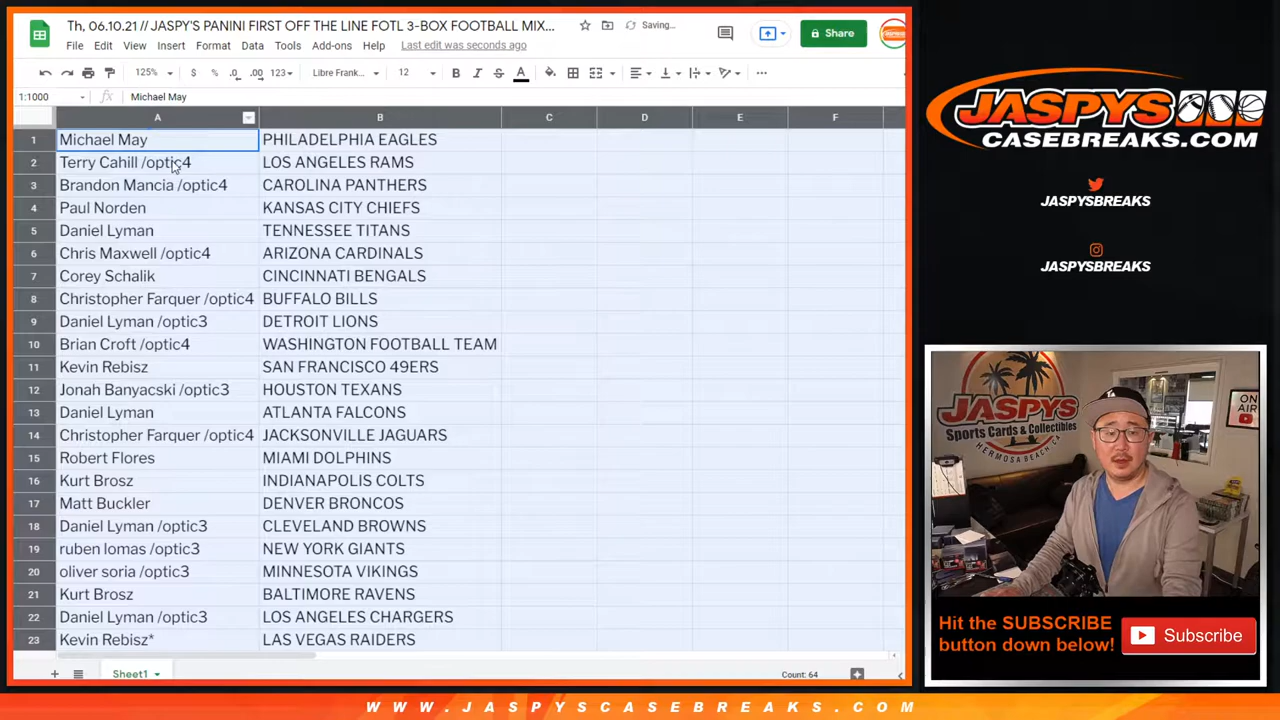 Th, 06.10.21 // JASPY'S PANINI FIRST OFF THE LINE FOTL 3-BOX FOOTBALL MIX...
Saving...
Share
File Edit View Insert Format Data Tools Add-ons Help Last edit was seconds ago
125% $ % .0 .00 123 Libre Frank... 12 B I S A
1:1000 fx Michael May
A B C D E F
1 Michael May PHILADELPHIA EAGLES
2 Terry Cahill /optic4 LOS ANGELES RAMS
3 Brandon Mancia /optic4 CAROLINA PANTHERS
4 Paul Norden KANSAS CITY CHIEFS
5 Daniel Lyman TENNESSEE TITANS
6 Chris Maxwell /optic4 ARIZONA CARDINALS
7 Corey Schalik CINCINNATI BENGALS
8 Christopher Farquer /optic4 BUFFALO BILLS
9 Daniel Lyman /optic3 DETROIT LIONS
10 Brian Croft /optic4 WASHINGTON FOOTBALL TEAM
11 Kevin Rebisz SAN FRANCISCO 49ERS
12 Jonah Banyacski /optic3 HOUSTON TEXANS
13 Daniel Lyman ATLANTA FALCONS
14 Christopher Farquer /optic4 JACKSONVILLE JAGUARS
15 Robert Flores MIAMI DOLPHINS
16 Kurt Brosz INDIANAPOLIS COLTS
17 Matt Buckler DENVER BRONCOS
18 Daniel Lyman /optic3 CLEVELAND BROWNS
19 ruben lomas /optic3 NEW YORK GIANTS
20 oliver soria /optic3 MINNESOTA VIKINGS
21 Kurt Brosz BALTIMORE RAVENS
22 Daniel Lyman /optic3 LOS ANGELES CHARGERS
23 Kevin Rebisz* LAS VEGAS RAIDERS
Sheet1
Count: 64
JASPYS
CASEBREAKS.COM
JASPYSBREAKS
JASPYSBREAKS
JASPYS
Sports Cards & Collectibles
HERMOSA BEACH CA
ON
AIR
Hit the SUBSCRIBE
button down below!
Subscribe
WWW.JASPYSCASEBREAKS.COM